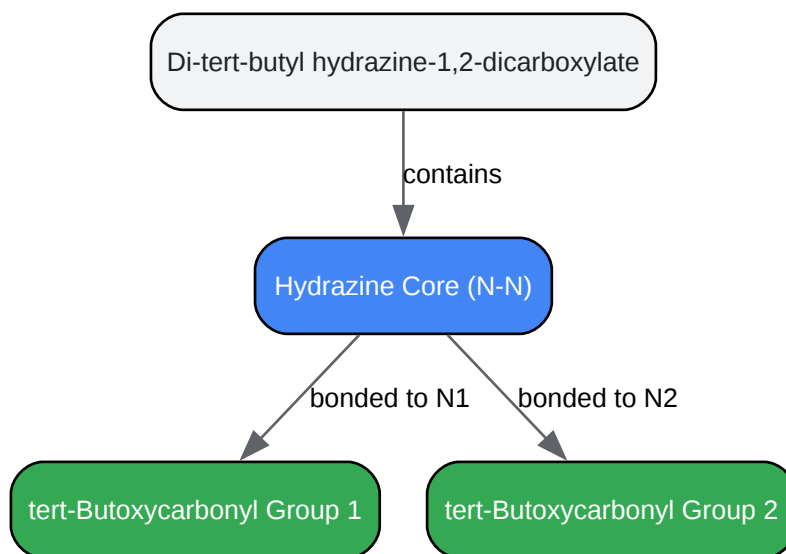 Di-tert-butyl hydrazine-1,2-dicarboxylate
contains
Hydrazine Core (N-N)
bonded to N1
bonded to N2
tert-Butoxycarbonyl Group 1
tert-Butoxycarbonyl Group 2